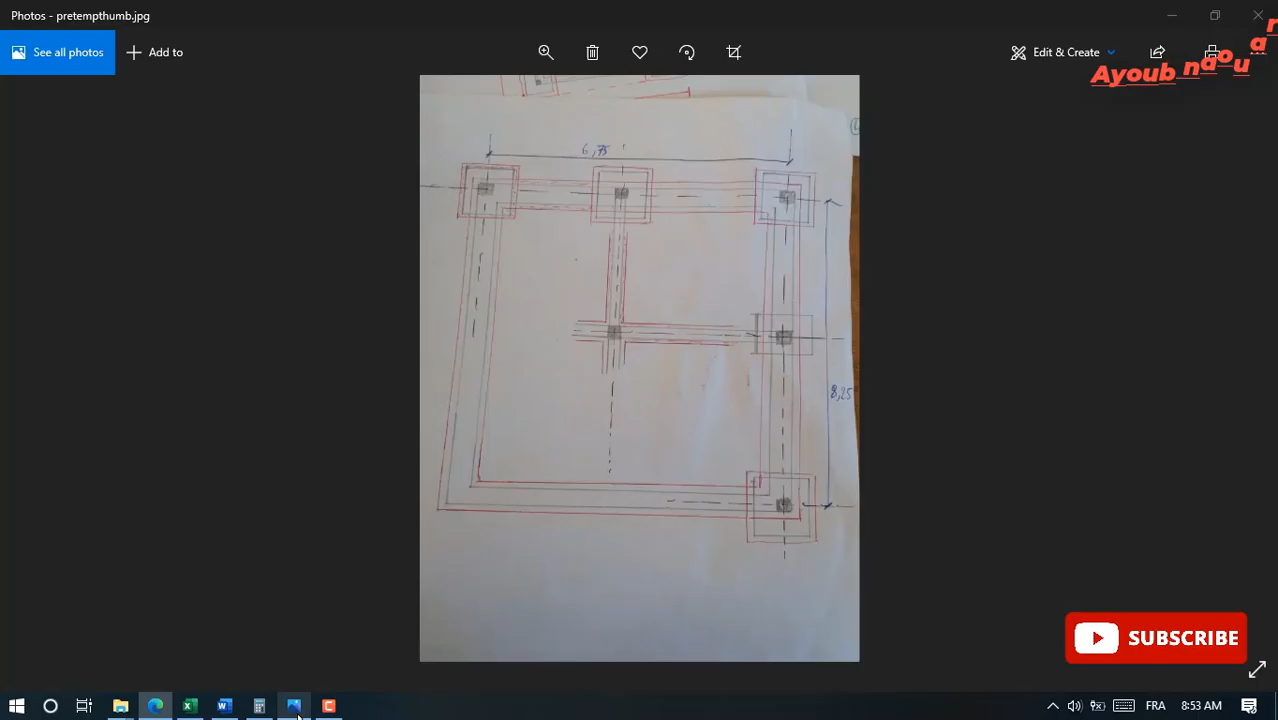 Photos - pretempthumb.jpg
See all photos
Add to
Edit & Create
Ayoub naouar
6,75
8,25
SUBSCRIBE
FRA
8:53 AM